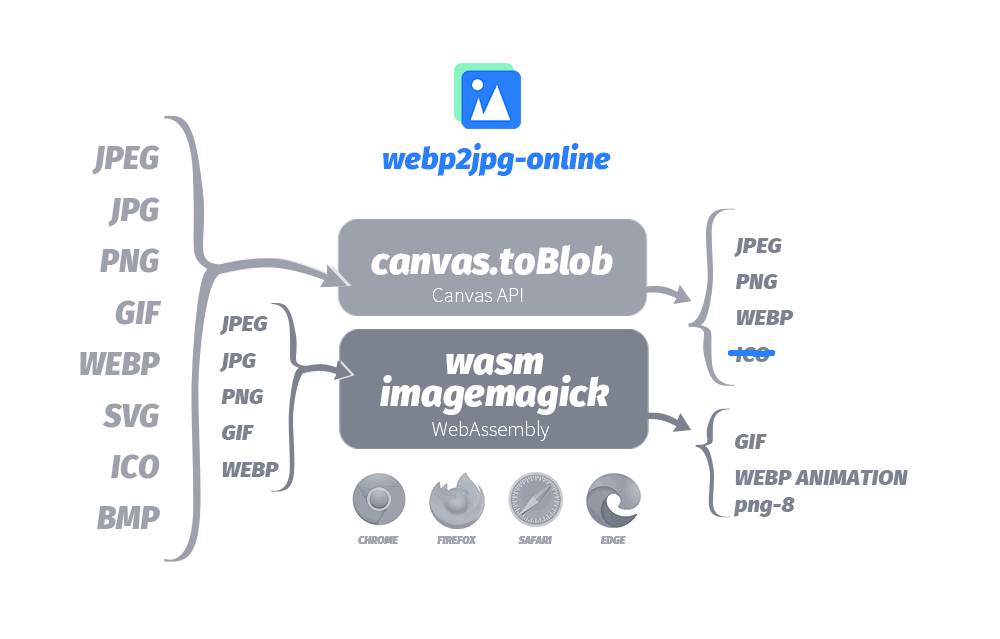 webp2jpg-online
JPEG
JPG
PNG
GIF
WEBP
SVG
ICO
BMP
JPEG
JPG
PNG
GIF
WEBP
canvas.toBlob
Canvas API
wasm
imagemagick
WebAssembly
JPEG
PNG
WEBP
ICO
GIF
WEBP ANIMATION
png-8
CHROME
FIREFOX
SAFARI
EDGE